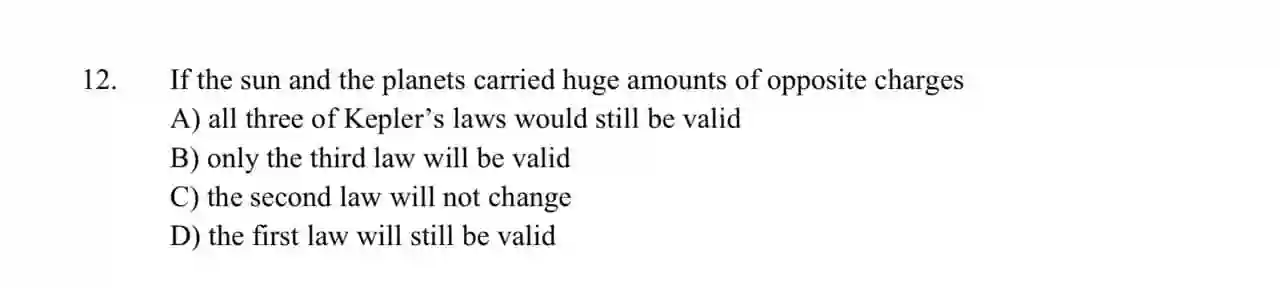 12. If the sun and the planets carried huge amounts of opposite charges
A) all three of Kepler’s laws would still be valid
B) only the third law will be valid
C) the second law will not change
D) the first law will still be valid